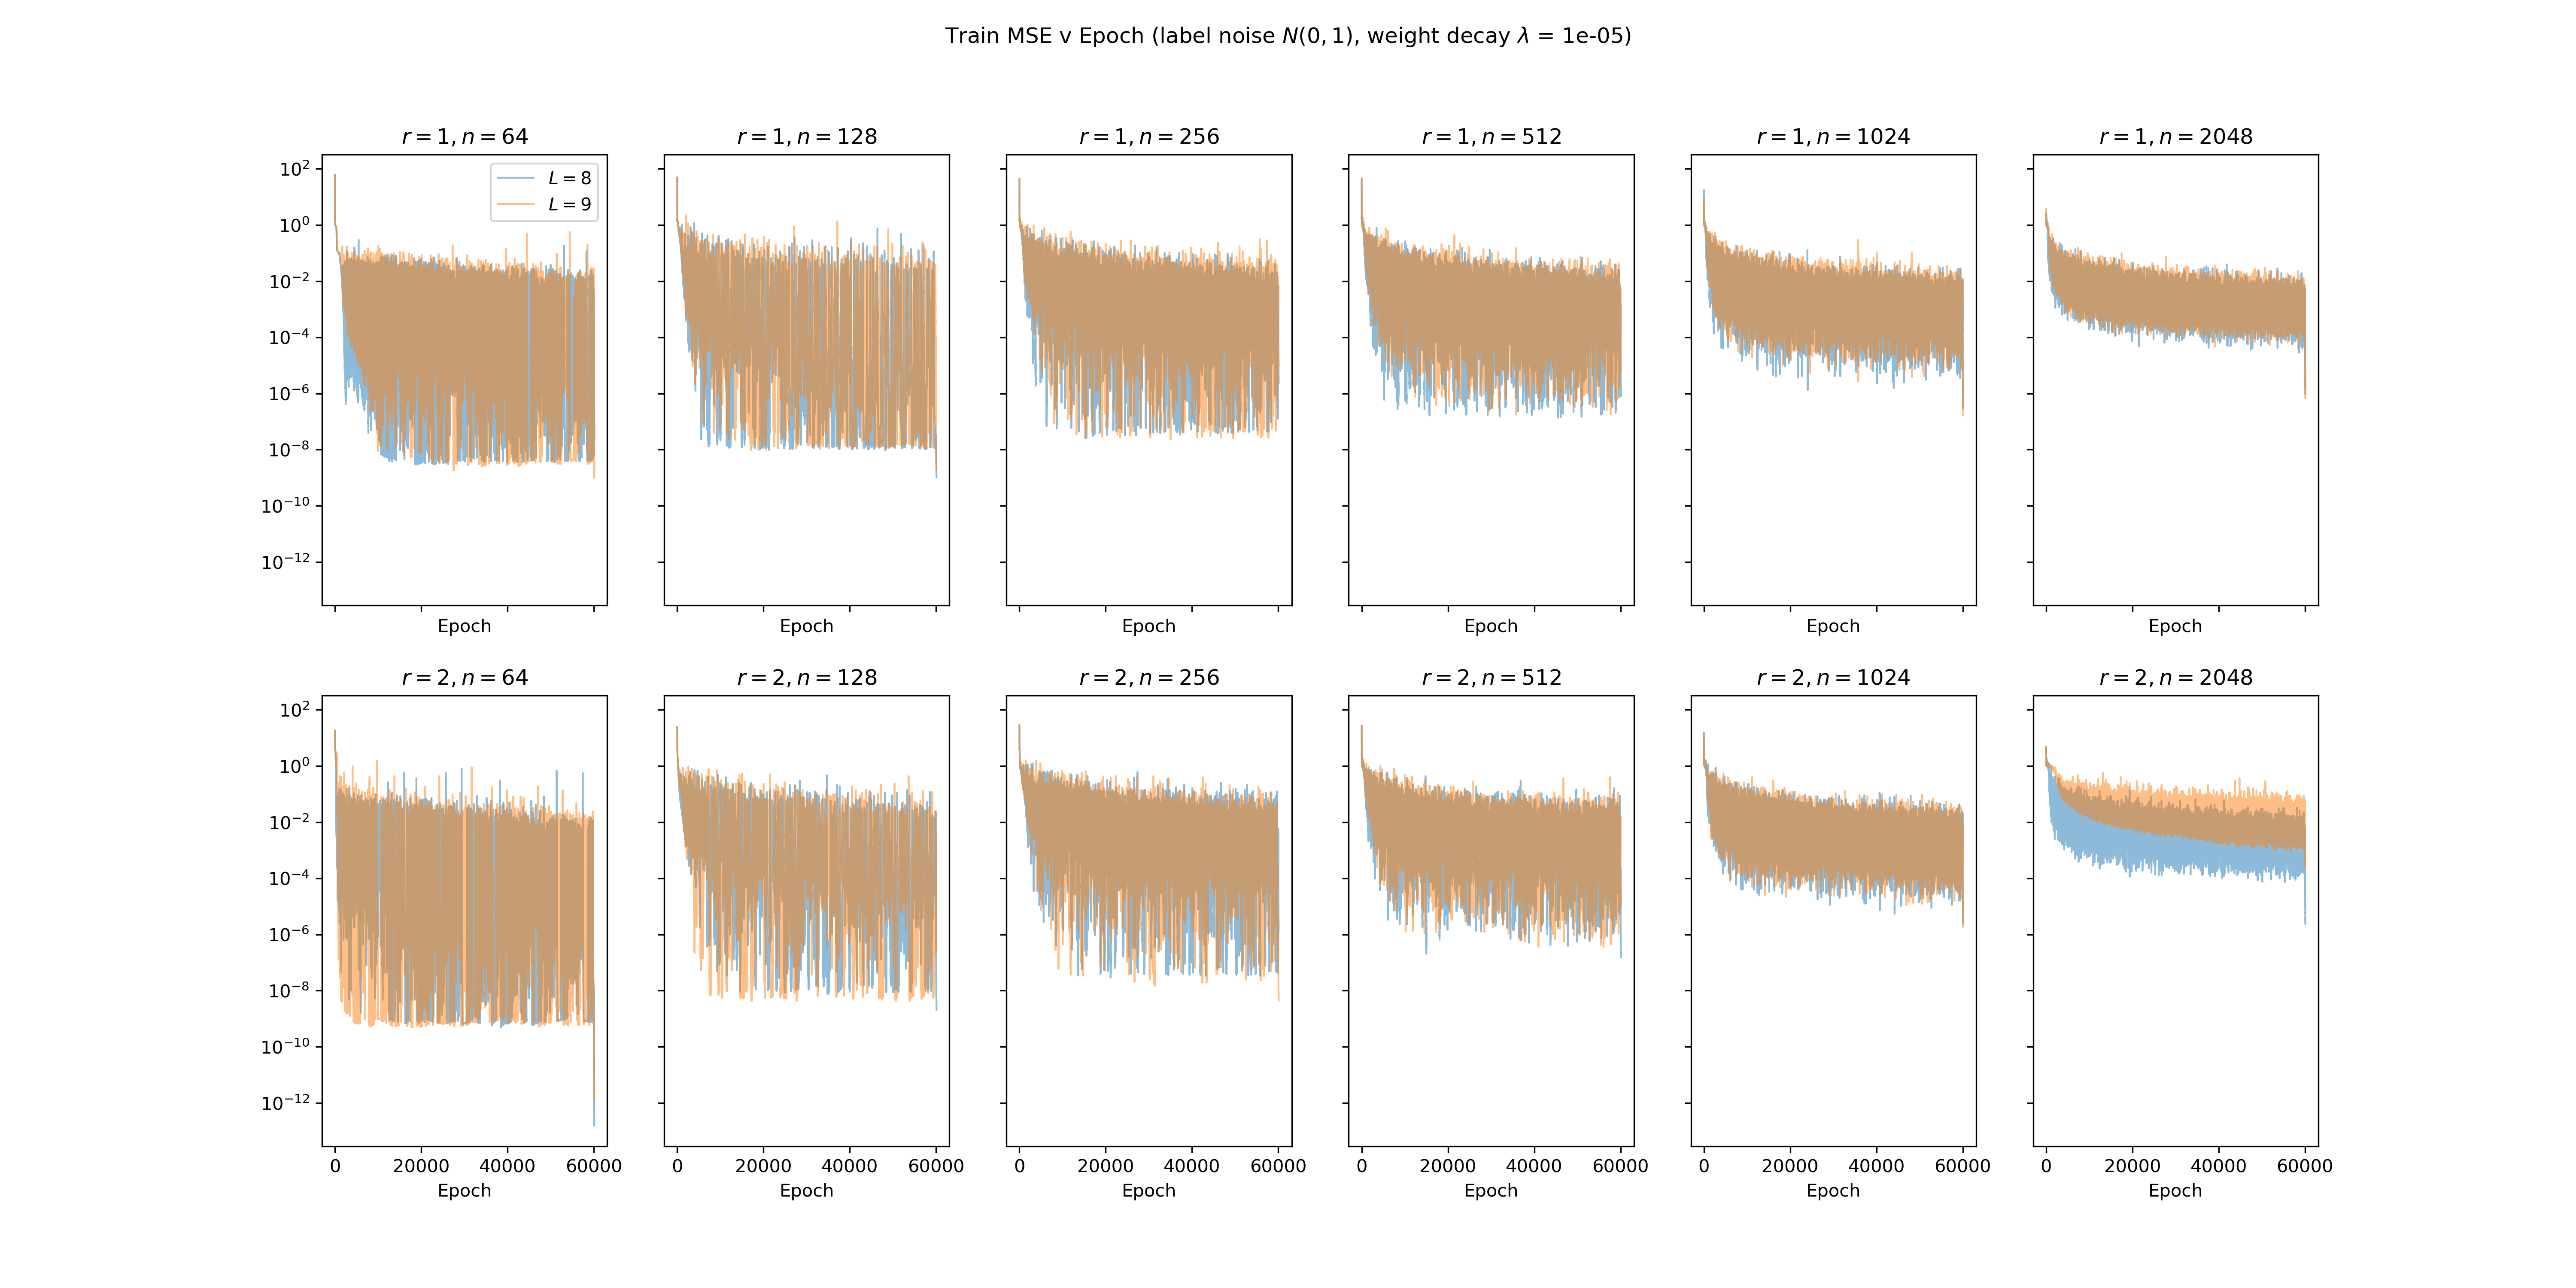 Train MSE v Epoch (label noise N(0, 1), weight decay λ = 1e-05)
r = 1, n = 64
r = 1, n = 128
r = 1, n = 256
r = 1, n = 512
r = 1, n = 1024
r = 1, n = 2048
L = 8
L = 9
10^2
10^0
10^−2
10^−4
10^−6
10^−8
10^−10
10^−12
Epoch
Epoch
Epoch
Epoch
Epoch
Epoch
r = 2, n = 64
r = 2, n = 128
r = 2, n = 256
r = 2, n = 512
r = 2, n = 1024
r = 2, n = 2048
10^2
10^0
10^−2
10^−4
10^−6
10^−8
10^−10
10^−12
0 20000 40000 60000
0 20000 40000 60000
0 20000 40000 60000
0 20000 40000 60000
0 20000 40000 60000
0 20000 40000 60000
Epoch
Epoch
Epoch
Epoch
Epoch
Epoch